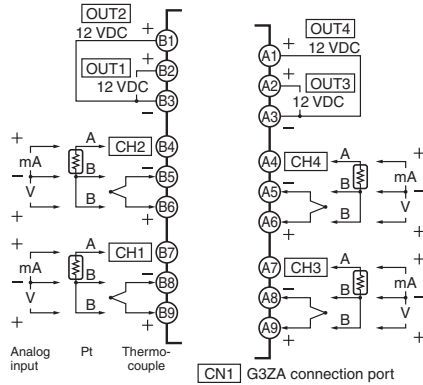 OUT2
12 VDC
+
B1
OUT1
+
B2
12 VDC
B3
−
+
A
CH2
B4
mA
−
B
−
B5
V
+
B
+
B6
+
A
CH1
B7
mA
−
B
−
B8
V
+
B
+
B9
Analog input
Pt
Thermo-couple
+
OUT4
12 VDC
A1
+
OUT3
A2
12 VDC
A3
−
A4
CH4
A
+
mA
A5
−
B
−
V
A6
+
B
+
A7
CH3
A
+
mA
A8
−
B
−
V
A9
+
B
+
CN1 G3ZA connection port